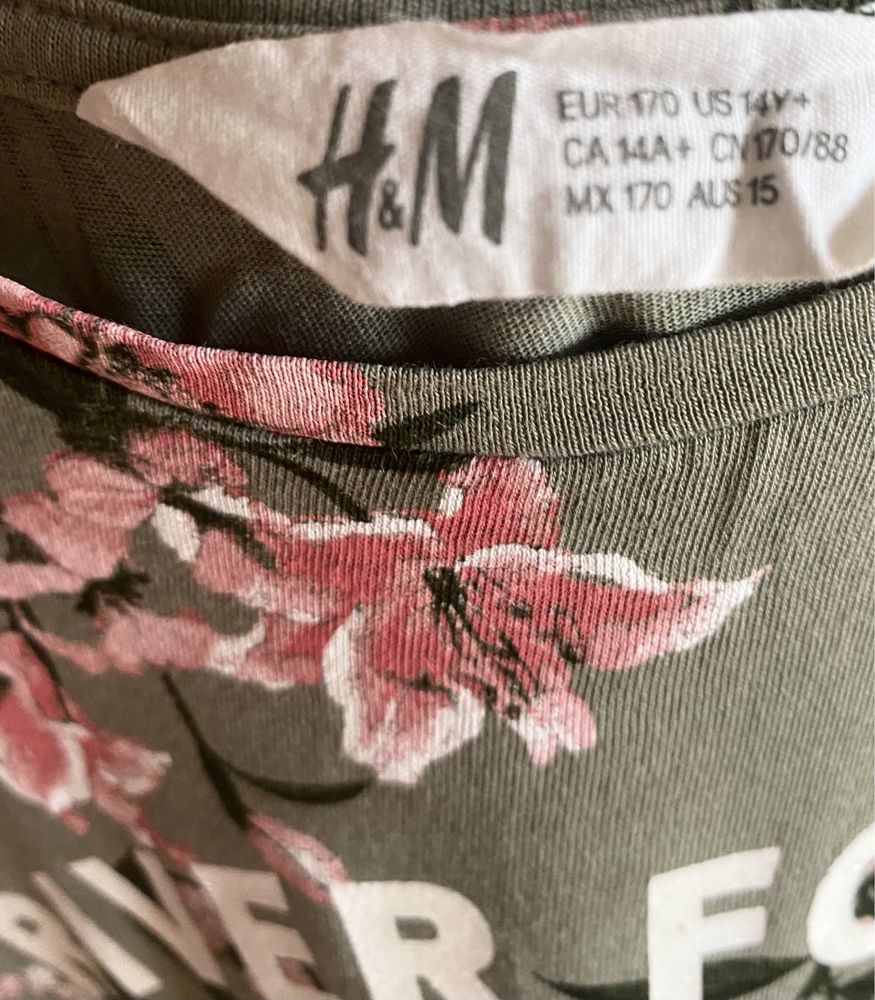 H&M
EUR 170 US 14Y+
CA 14A+ CN 170/88
MX 170 AUS 15